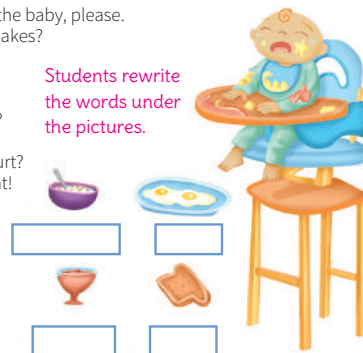 the baby, please.
akes?
Students rewrite
the words under
the pictures.
?
urt?
t!